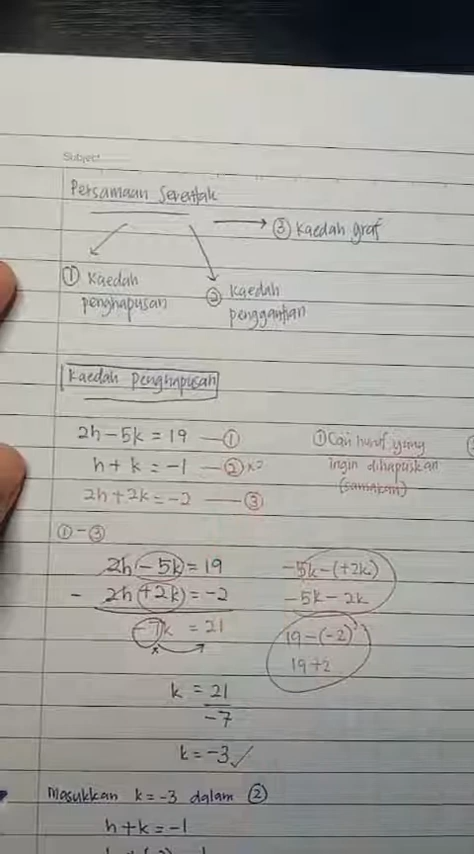 Subject
Persamaan Serentak
③ Kaedah graf
① Kaedah
penghapusan
② Kaedah
penggantian
Kaedah Penghapusan
2h - 5k = 19 — ①
h + k = -1 — ② ×2
2h + 2k = -2 — ③
① Cari huruf yang
ingin dihapuskan
(samakan)
① - ③
2h - 5k = 19
- 2h + 2k = -2
-7k = 21
-5k - (+2k)
-5k - 2k
19 - (-2)
19 + 2
k = 21
-7
k = -3 ✓
Masukkan k = -3 dalam ②
h + k = -1